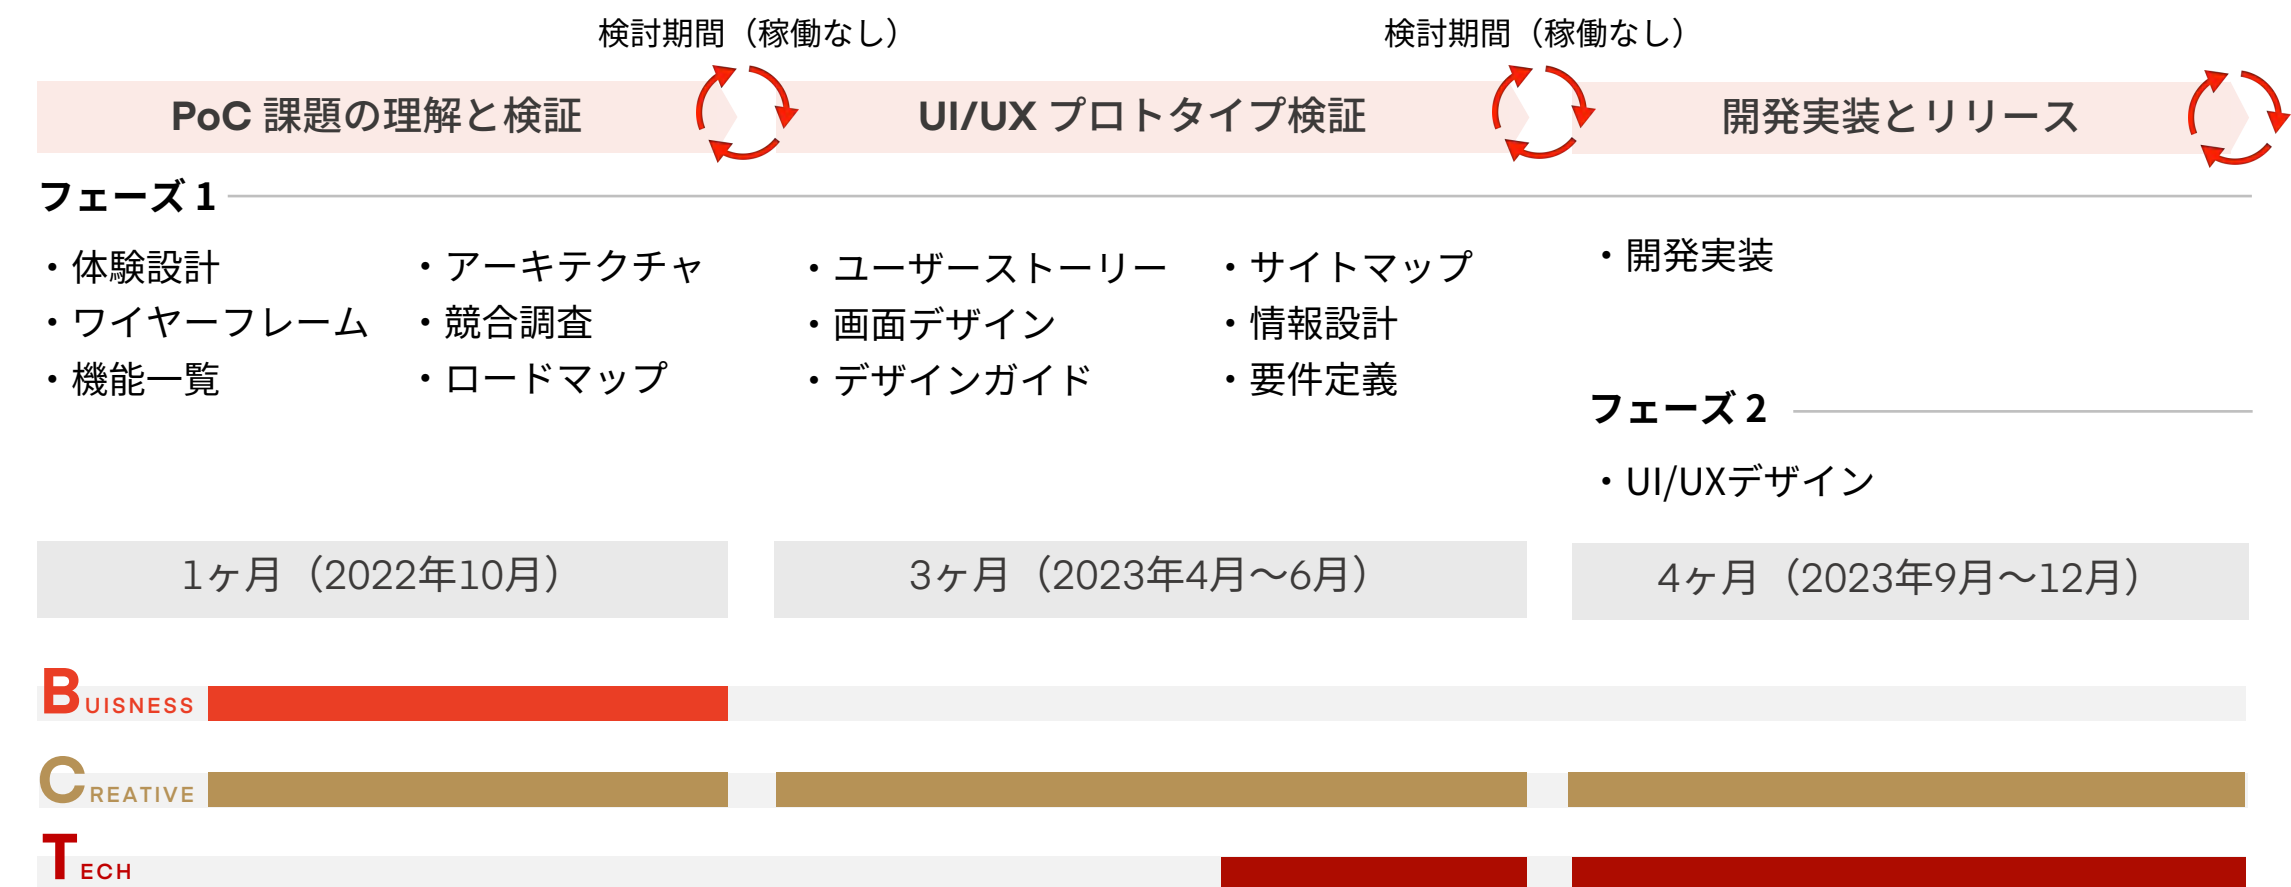 検討期間（稼働なし）
検討期間（稼働なし）
PoC 課題の理解と検証
UI/UX プロトタイプ検証
開発実装とリリース
フェーズ 1
・体験設計
・ワイヤーフレーム
・機能一覧
・アーキテクチャ
・競合調査
・ロードマップ
・ユーザーストーリー
・画面デザイン
・デザインガイド
・サイトマップ
・情報設計
・要件定義
・開発実装
フェーズ 2
・UI/UXデザイン
1ヶ月（2022年10月）
3ヶ月（2023年4月～6月）
4ヶ月（2023年9月～12月）
BUISNESS
CREATIVE
TECH